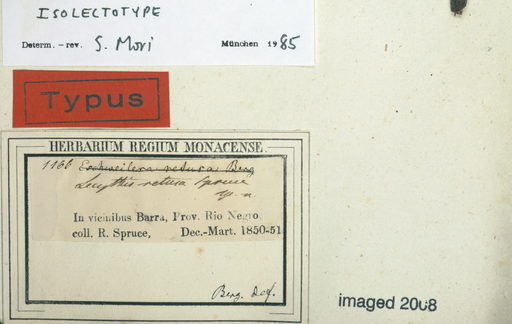 ISOLECTOTYPE
Determ. - rev. S. Mori München 1985
Typus
HERBARIUM REGIUM MONACENSE.
1166 Eschweilera retusa Berg
Lecythis retusa Spruce
sp. n.
In vicinibus Barra, Prov. Rio Negro.
coll. R. Spruce, Dec.-Mart. 1850-51
Berg. det.
imaged 2008